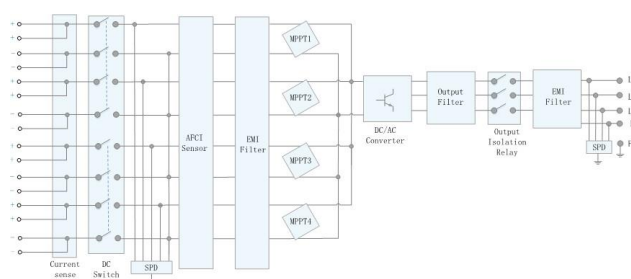 +
+
-
-
+
+
-
-
+
+
-
-
+
+
-
-
Current
sense
DC
Switch
SPD
AFCI
Sensor
EMI
Filter
MPPT1
MPPT2
MPPT3
MPPT4
DC/AC
Converter
Output
Filter
Output
Isolation
Relay
EMI
Filter
SPD